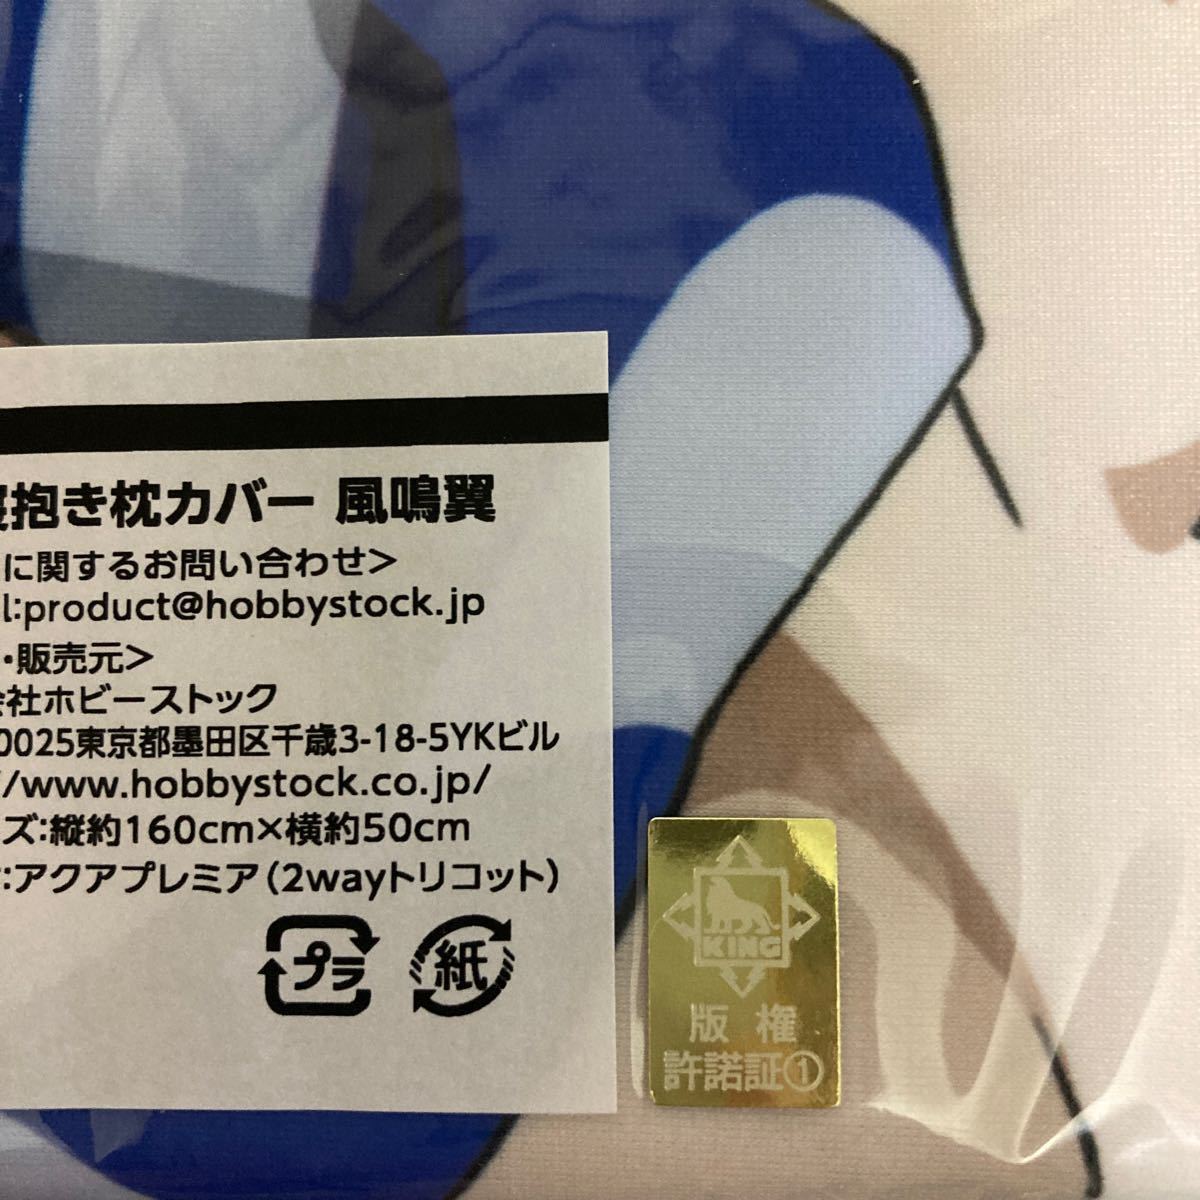 寝抱き枕カバー 風鳴翼
に関するお問い合わせ>
l:product@hobbystock.jp
・販売元>
会社ホビーストック
0025東京都墨田区千歳3-18-5YKビル
//www.hobbystock.co.jp/
ズ:縦約160cm×横約50cm
:アクアプレミア(2wayトリコット)
プラ
紙
KING
版権
許諾証①